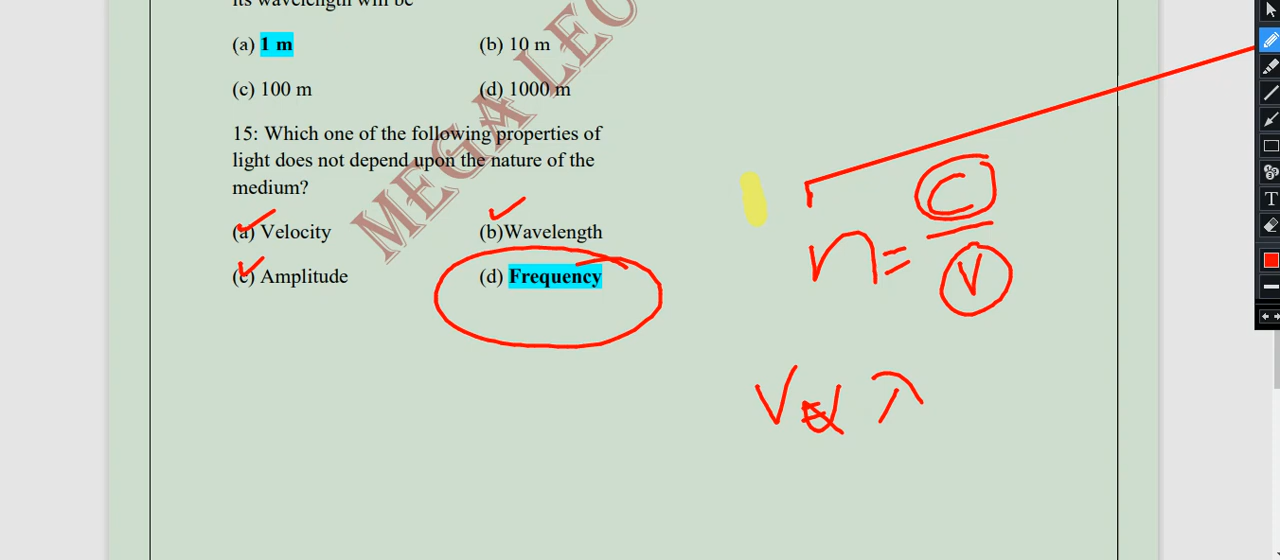 its wavelength will be
(a) 1 m (b) 10 m
(c) 100 m (d) 1000 m
15: Which one of the following properties of
light does not depend upon the nature of the
medium?
(a) Velocity (b)Wavelength
(c) Amplitude (d) Frequency
MEGA LEC
n = C
V
V α λ
T